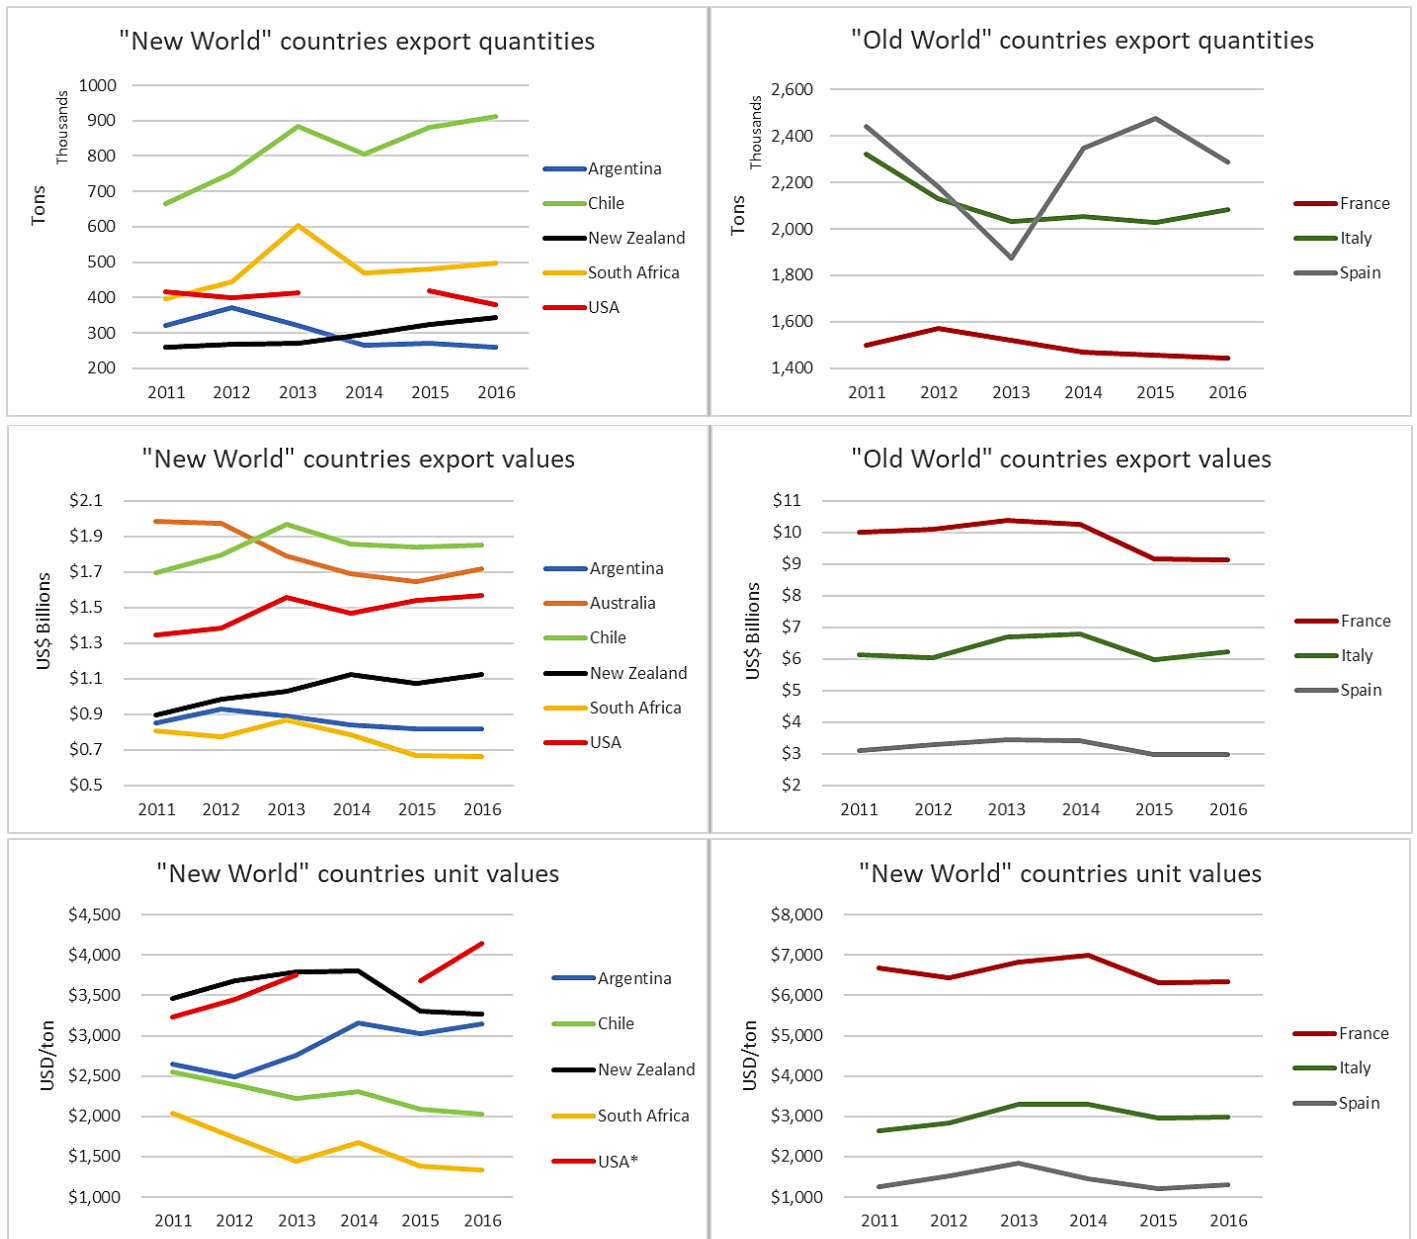 "New World" countries export quantities
Thousands
Tons
1000
900
800
700
600
500
400
300
200
2011 2012 2013 2014 2015 2016
Argentina
Chile
New Zealand
South Africa
USA
"Old World" countries export quantities
Thousands
Tons
2,600
2,400
2,200
2,000
1,800
1,600
1,400
2011 2012 2013 2014 2015 2016
France
Italy
Spain
"New World" countries export values
US$ Billions
$2.1
$1.9
$1.7
$1.5
$1.3
$1.1
$0.9
$0.7
$0.5
2011 2012 2013 2014 2015 2016
Argentina
Australia
Chile
New Zealand
South Africa
USA
"Old World" countries export values
US$ Billions
$11
$10
$9
$8
$7
$6
$5
$4
$3
$2
2011 2012 2013 2014 2015 2016
France
Italy
Spain
"New World" countries unit values
USD/ton
$4,500
$4,000
$3,500
$3,000
$2,500
$2,000
$1,500
$1,000
2011 2012 2013 2014 2015 2016
Argentina
Chile
New Zealand
South Africa
USA*
"New World" countries unit values
USD/ton
$8,000
$7,000
$6,000
$5,000
$4,000
$3,000
$2,000
$1,000
2011 2012 2013 2014 2015 2016
France
Italy
Spain